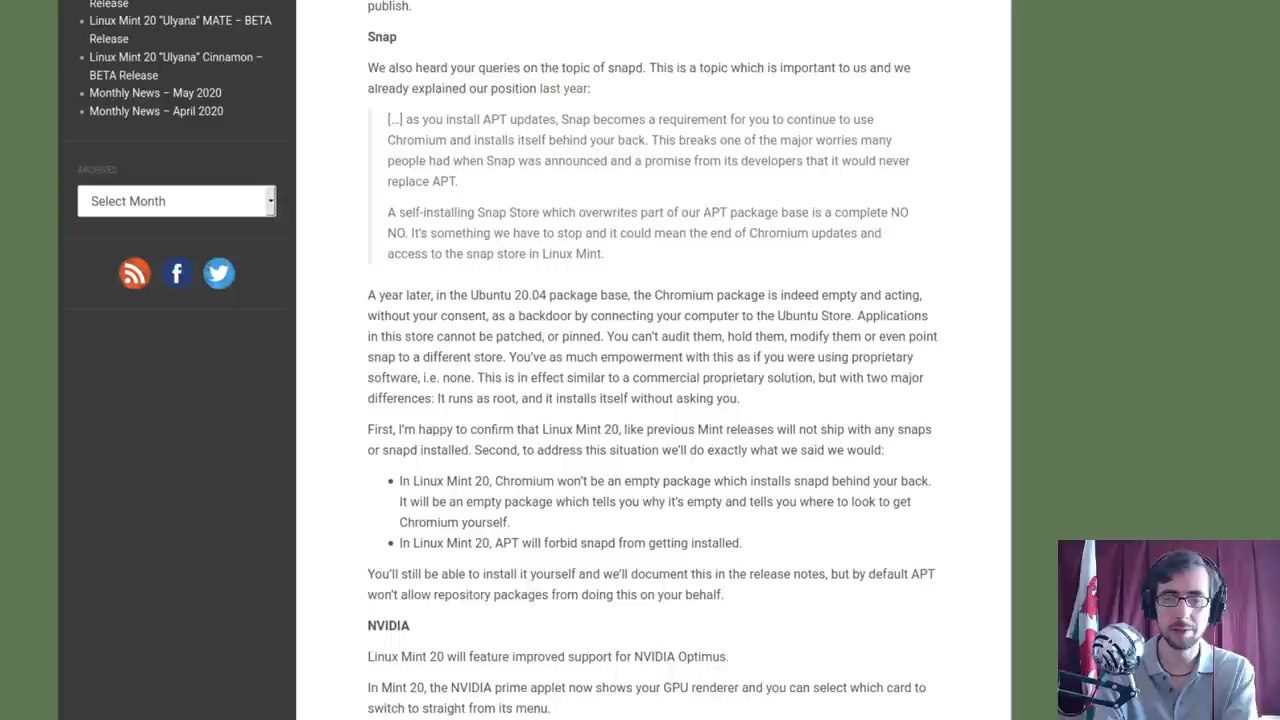 Release
Linux Mint 20 “Ulyana” MATE – BETA
Release
Linux Mint 20 “Ulyana” Cinnamon –
BETA Release
Monthly News – May 2020
Monthly News – April 2020
ARCHIVES
Select Month
publish.
Snap
We also heard your queries on the topic of snapd. This is a topic which is important to us and we
already explained our position last year:
[…] as you install APT updates, Snap becomes a requirement for you to continue to use
Chromium and installs itself behind your back. This breaks one of the major worries many
people had when Snap was announced and a promise from its developers that it would never
replace APT.
A self-installing Snap Store which overwrites part of our APT package base is a complete NO
NO. It’s something we have to stop and it could mean the end of Chromium updates and
access to the snap store in Linux Mint.
A year later, in the Ubuntu 20.04 package base, the Chromium package is indeed empty and acting,
without your consent, as a backdoor by connecting your computer to the Ubuntu Store. Applications
in this store cannot be patched, or pinned. You can’t audit them, hold them, modify them or even point
snap to a different store. You’ve as much empowerment with this as if you were using proprietary
software, i.e. none. This is in effect similar to a commercial proprietary solution, but with two major
differences: It runs as root, and it installs itself without asking you.
First, I’m happy to confirm that Linux Mint 20, like previous Mint releases will not ship with any snaps
or snapd installed. Second, to address this situation we’ll do exactly what we said we would:
In Linux Mint 20, Chromium won’t be an empty package which installs snapd behind your back.
It will be an empty package which tells you why it’s empty and tells you where to look to get
Chromium yourself.
In Linux Mint 20, APT will forbid snapd from getting installed.
You’ll still be able to install it yourself and we’ll document this in the release notes, but by default APT
won’t allow repository packages from doing this on your behalf.
NVIDIA
Linux Mint 20 will feature improved support for NVIDIA Optimus.
In Mint 20, the NVIDIA prime applet now shows your GPU renderer and you can select which card to
switch to straight from its menu.